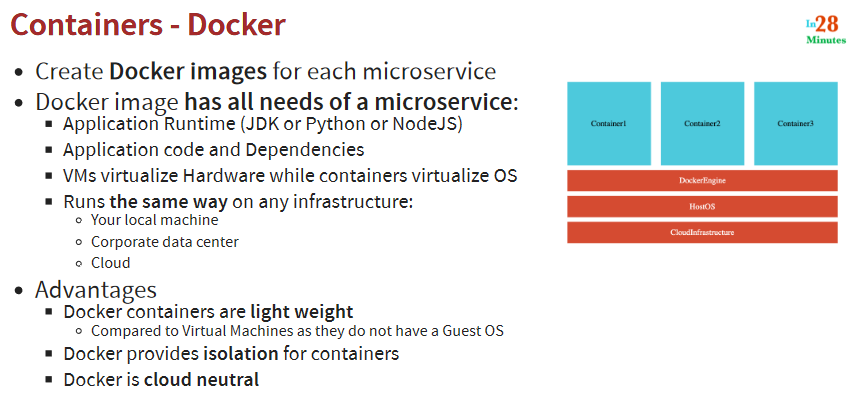 Containers - Docker
In28
Minutes
Create Docker images for each microservice
Docker image has all needs of a microservice:
Application Runtime (JDK or Python or NodeJS)
Application code and Dependencies
VMs virtualize Hardware while containers virtualize OS
Runs the same way on any infrastructure:
Your local machine
Corporate data center
Cloud
Advantages
Docker containers are light weight
Compared to Virtual Machines as they do not have a Guest OS
Docker provides isolation for containers
Docker is cloud neutral
Container1 Container2 Container3
DockerEngine
HostOS
CloudInfrastructure